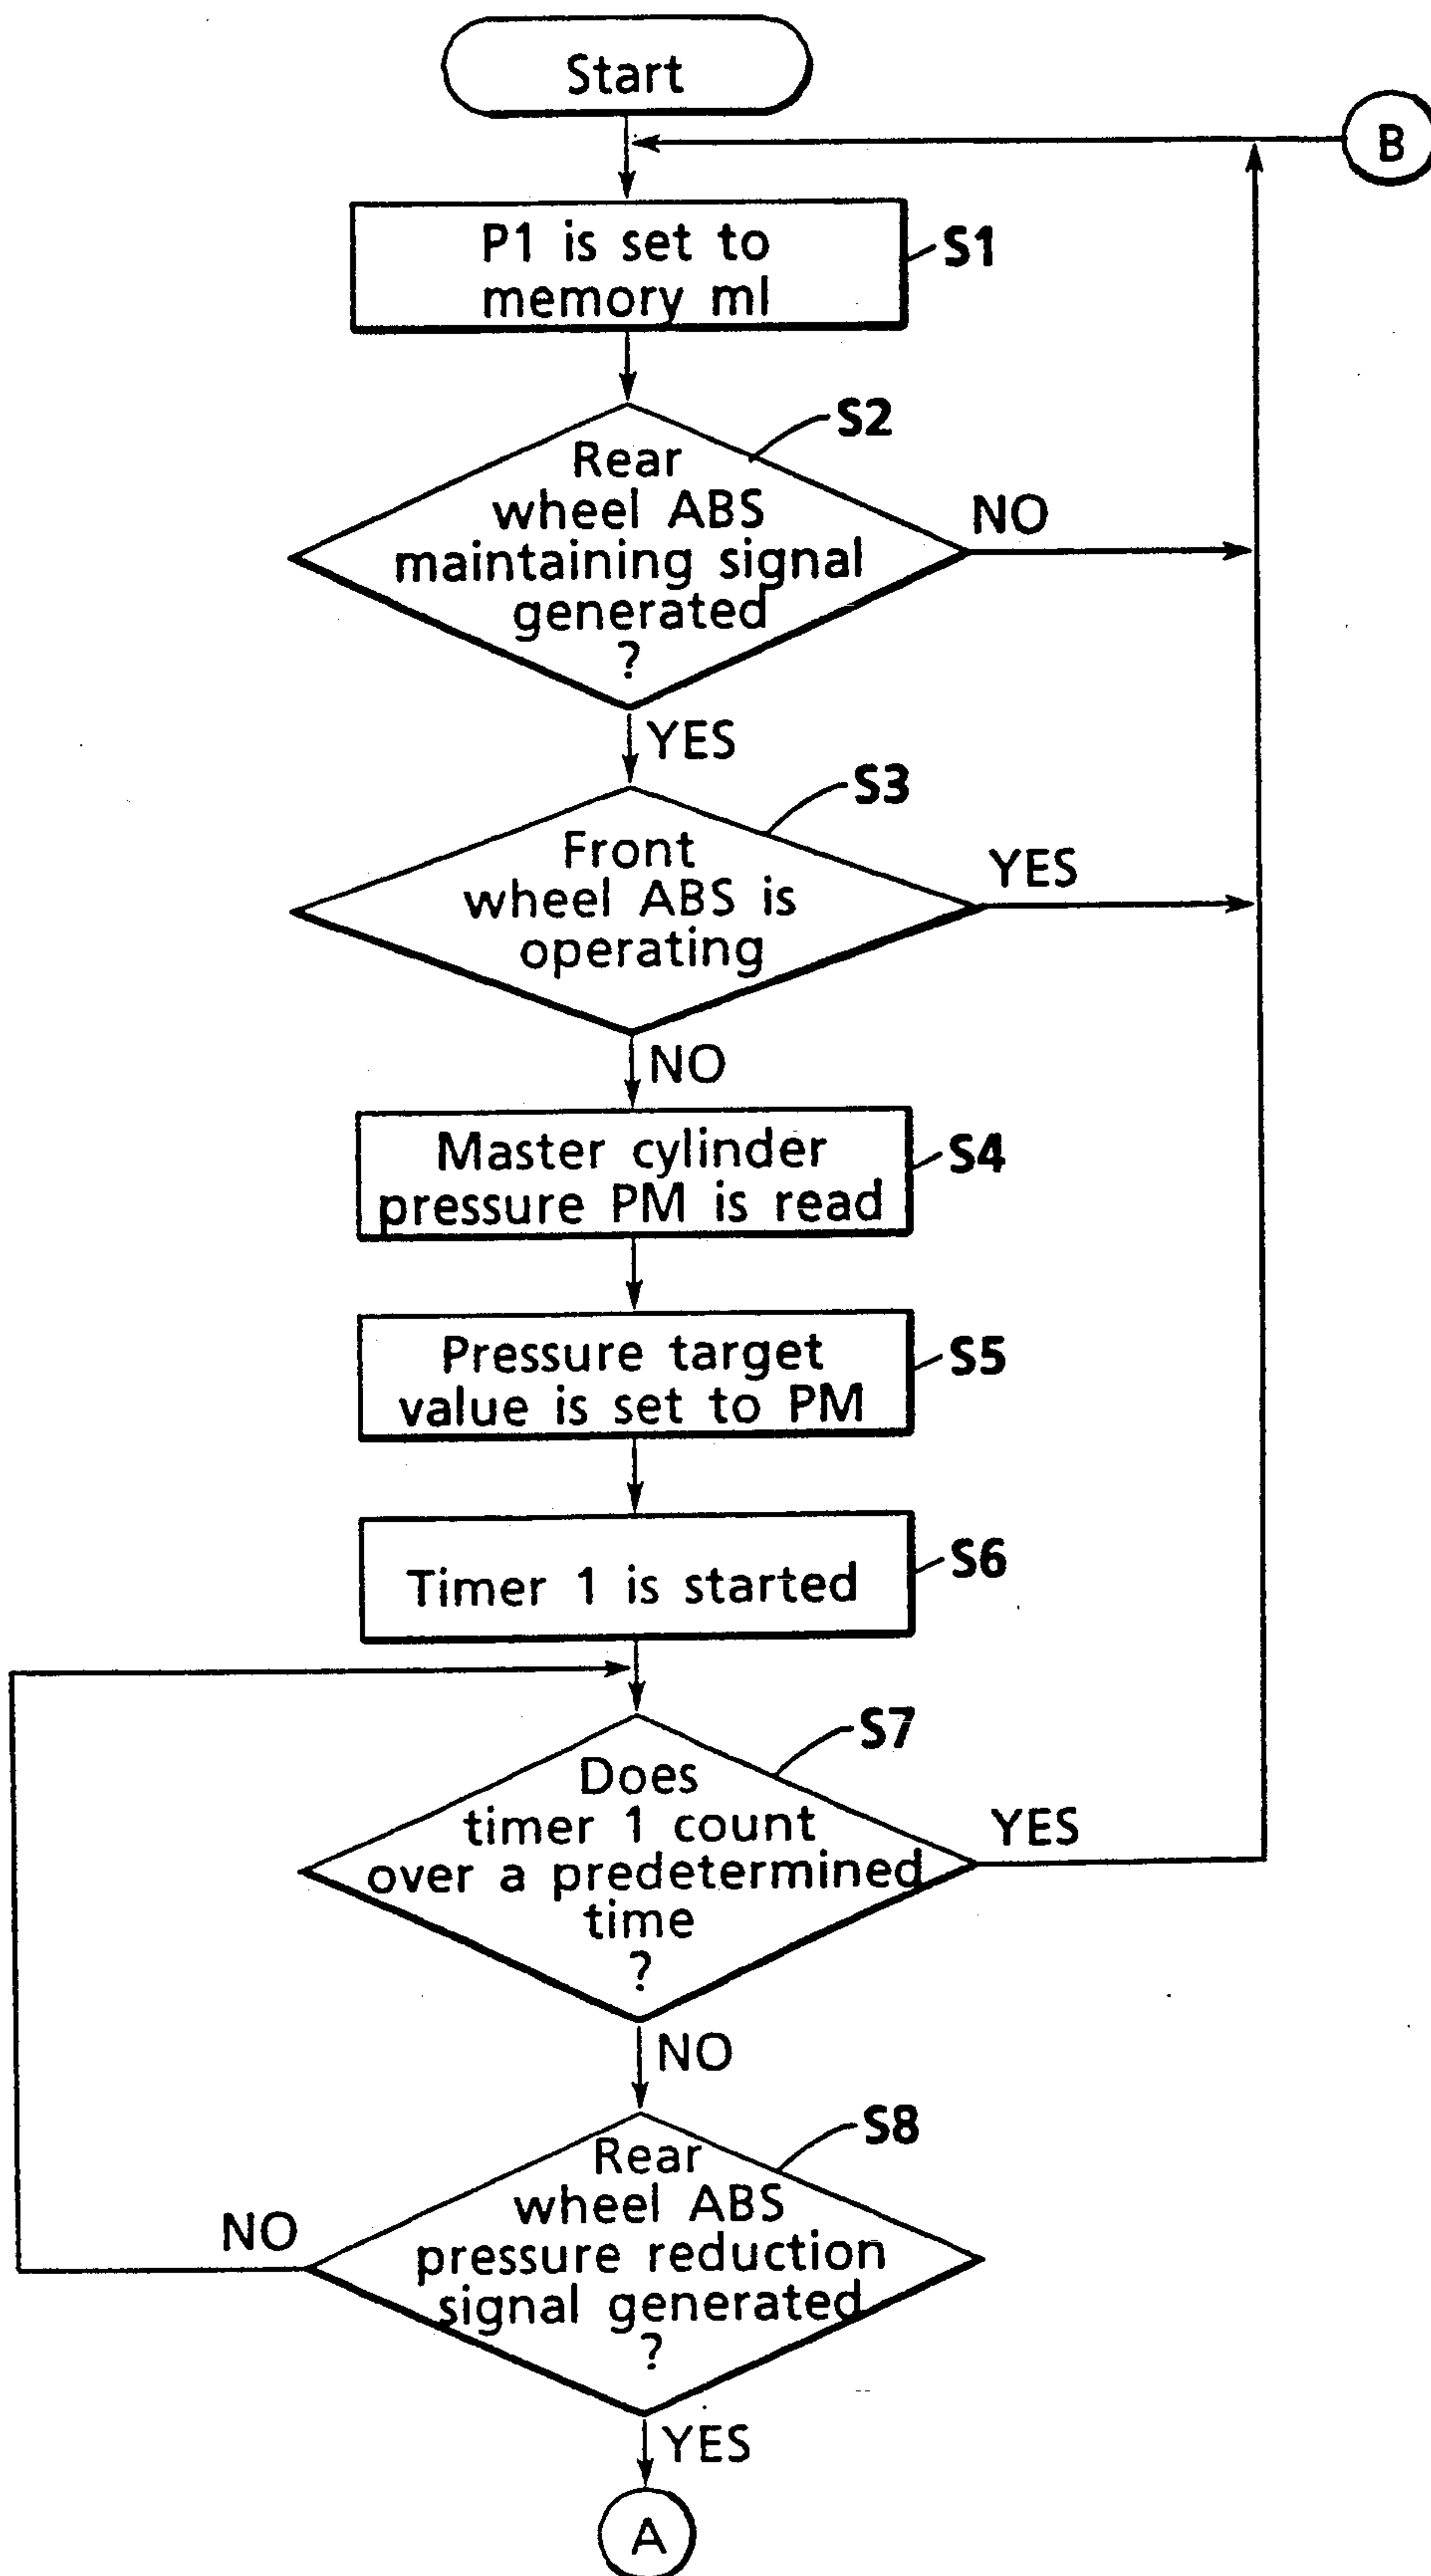 Start
B
P1 is set to
memory ml
S1
S2
Rear
wheel ABS
maintaining signal
generated
?
NO
YES
S3
Front
wheel ABS is
operating
YES
NO
Master cylinder
pressure PM is read
S4
Pressure target
value is set to PM
S5
Timer 1 is started
S6
S7
Does
timer 1 count
over a predetermined
time
?
YES
NO
S8
Rear
wheel ABS
pressure reduction
signal generated
?
NO
YES
A